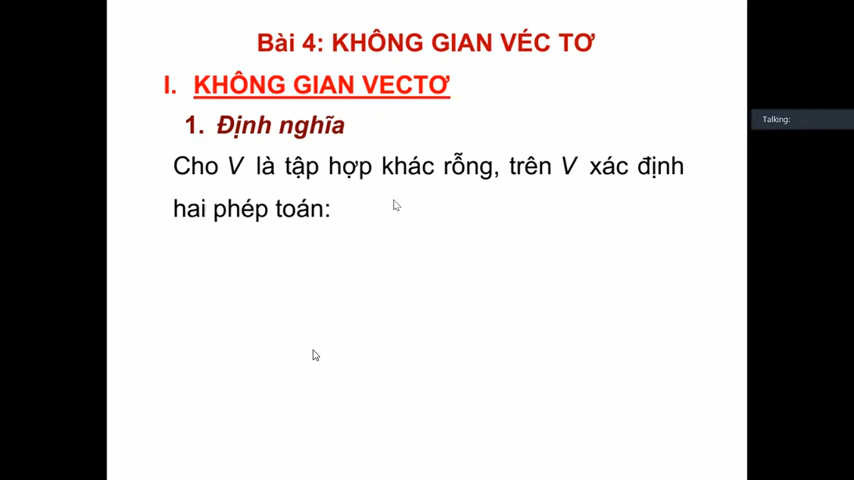 Bài 4: KHÔNG GIAN VÉC TƠ
I. KHÔNG GIAN VECTƠ
1. Định nghĩa
Cho V là tập hợp khác rỗng, trên V xác định
hai phép toán:
Talking: